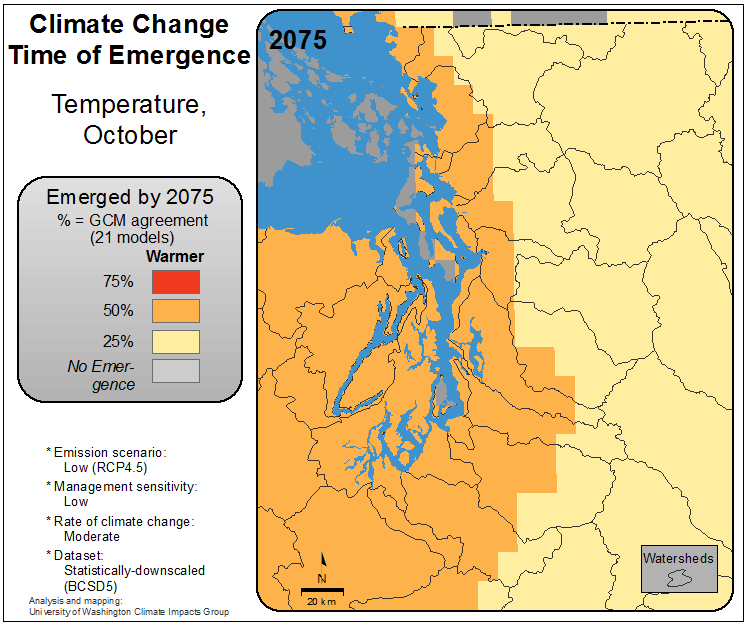 Climate Change
Time of Emergence
Temperature,
October
Emerged by 2075
% = GCM agreement
(21 models)
Warmer
75%
50%
25%
No Emer-
gence
* Emission scenario:
Low (RCP4.5)
* Management sensitivity:
Low
* Rate of climate change:
Moderate
* Dataset:
Statistically-downscaled
(BCSD5)
Analysis and mapping:
University of Washington Climate Impacts Group
2075
N
20 km
Watersheds